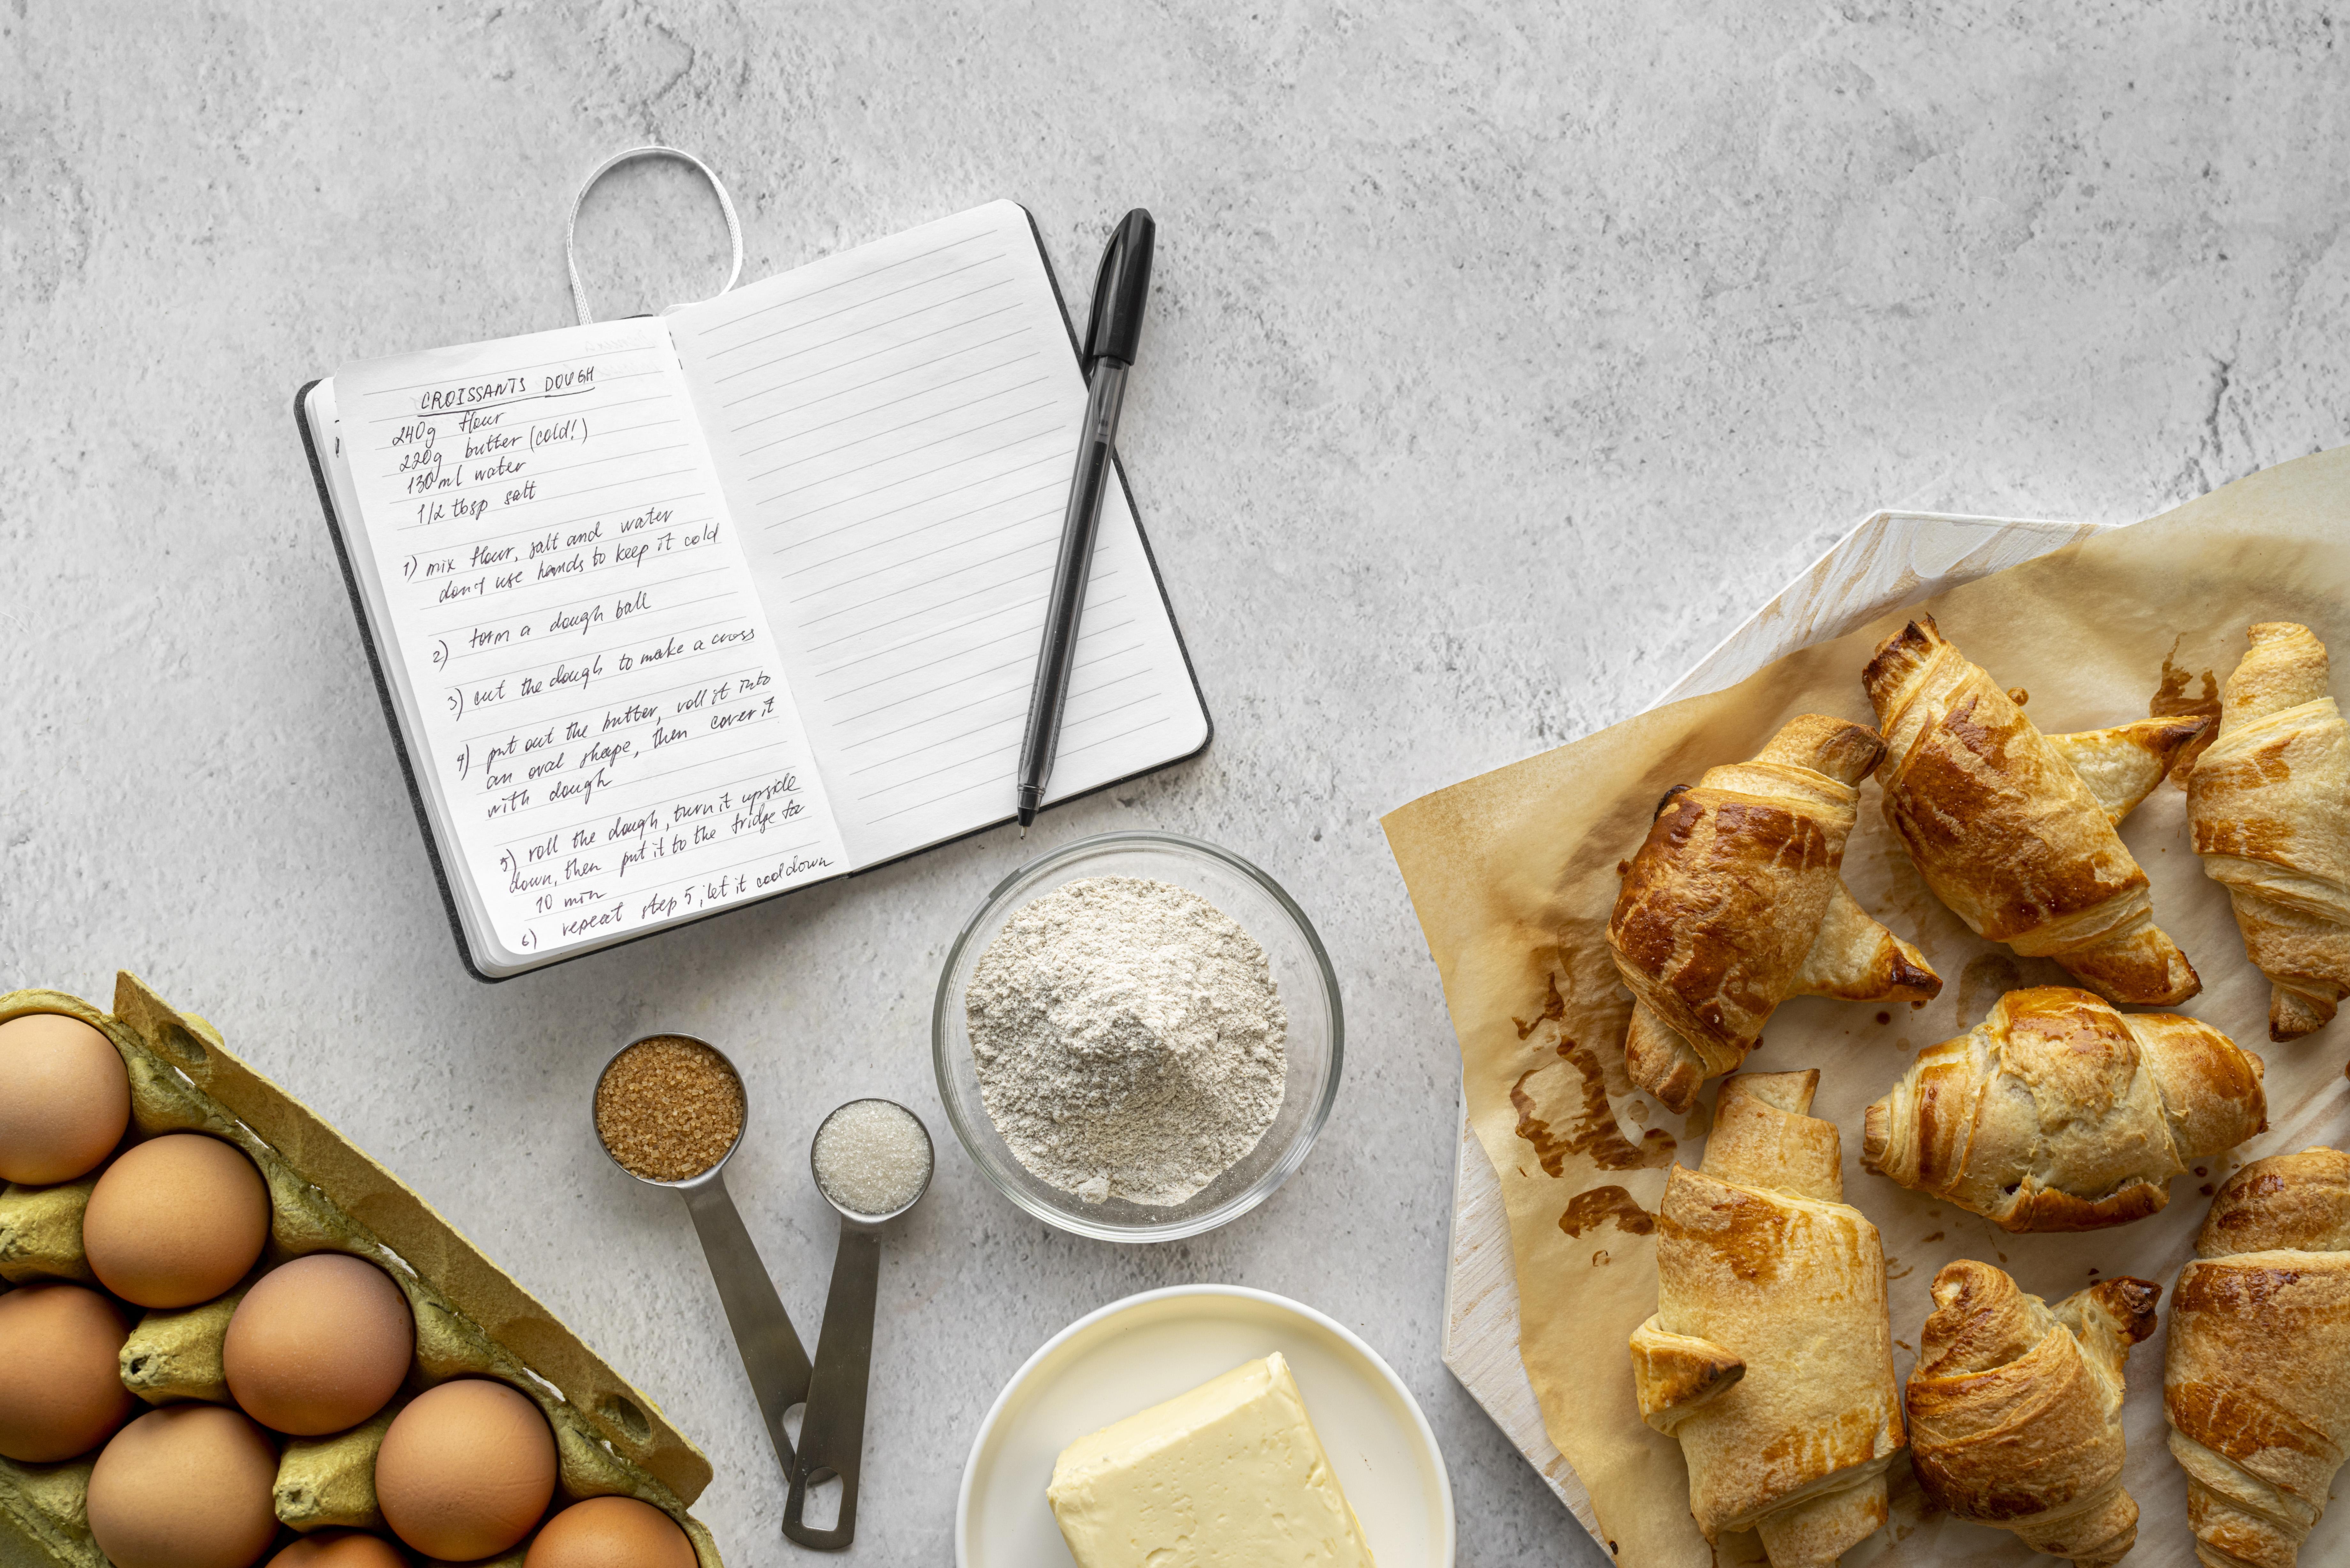 CROISSANTS DOUGH
240g flour
220g butter (cold!)
130ml water
1/2 tbsp salt
1) mix flour, salt and water
don't use hands to keep it cold
2) form a dough ball
3) cut the dough to make a cross
4) put out the butter, roll it into
an oval shape, then cover it
with dough
5) roll the dough, turn it upside
down, then put it to the fridge for
10 min
6) repeat step 5, let it cool down